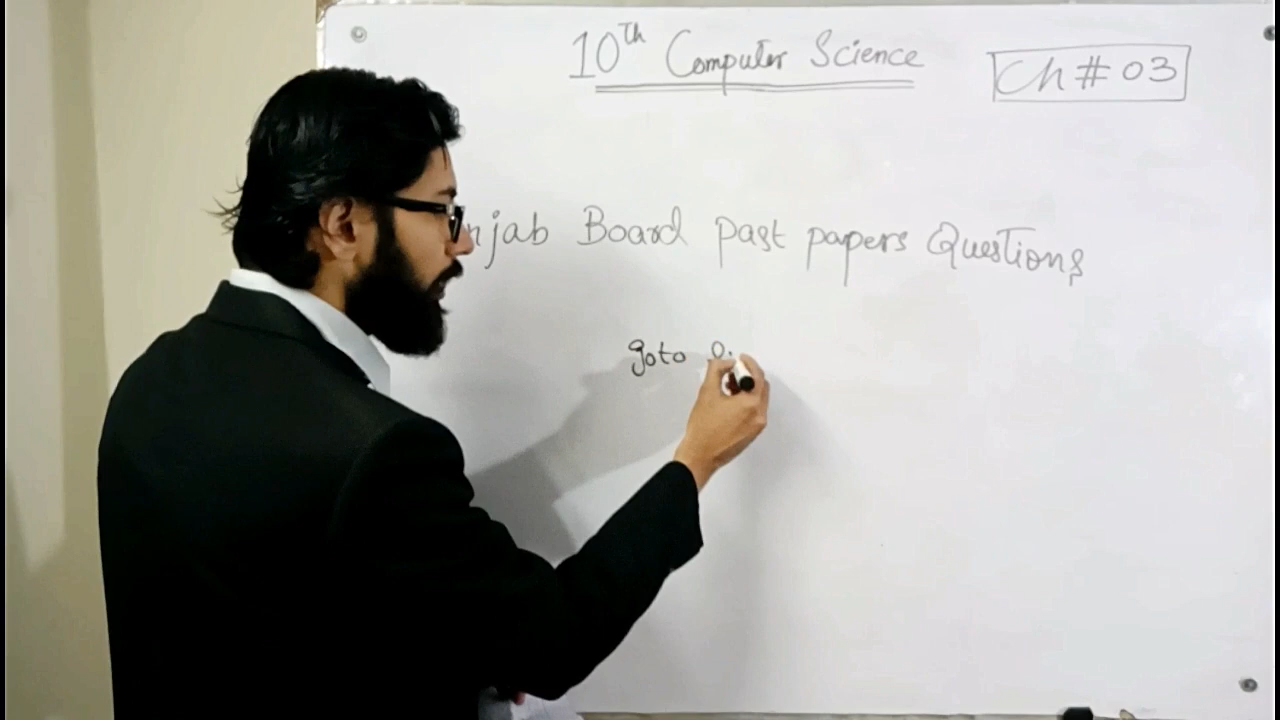 10th Computer Science
Ch # 03
njab Board past papers Questions
goto